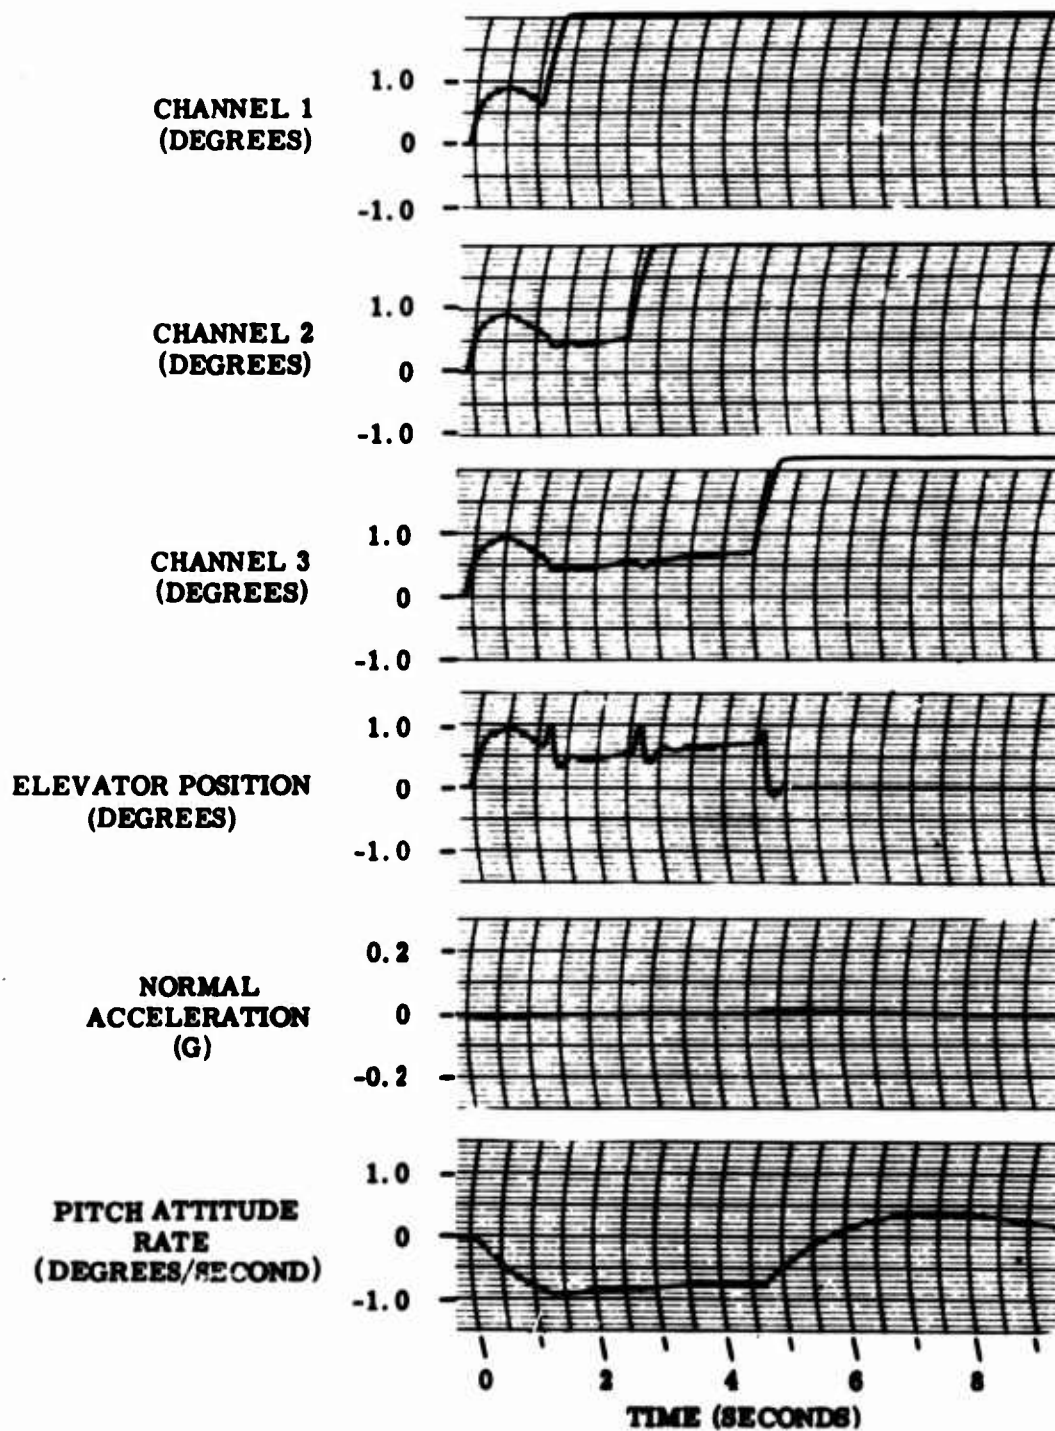 1.0
CHANNEL 1
(DEGREES)
0
-1.0
1.0
CHANNEL 2
(DEGREES)
0
-1.0
1.0
CHANNEL 3
(DEGREES)
0
-1.0
1.0
ELEVATOR POSITION
(DEGREES)
0
-1.0
0.2
NORMAL
ACCELERATION
(G)
0
-0.2
1.0
PITCH ATTITUDE
RATE
(DEGREES/SECOND)
0
-1.0
0 2 4 6 8
TIME (SECONDS)